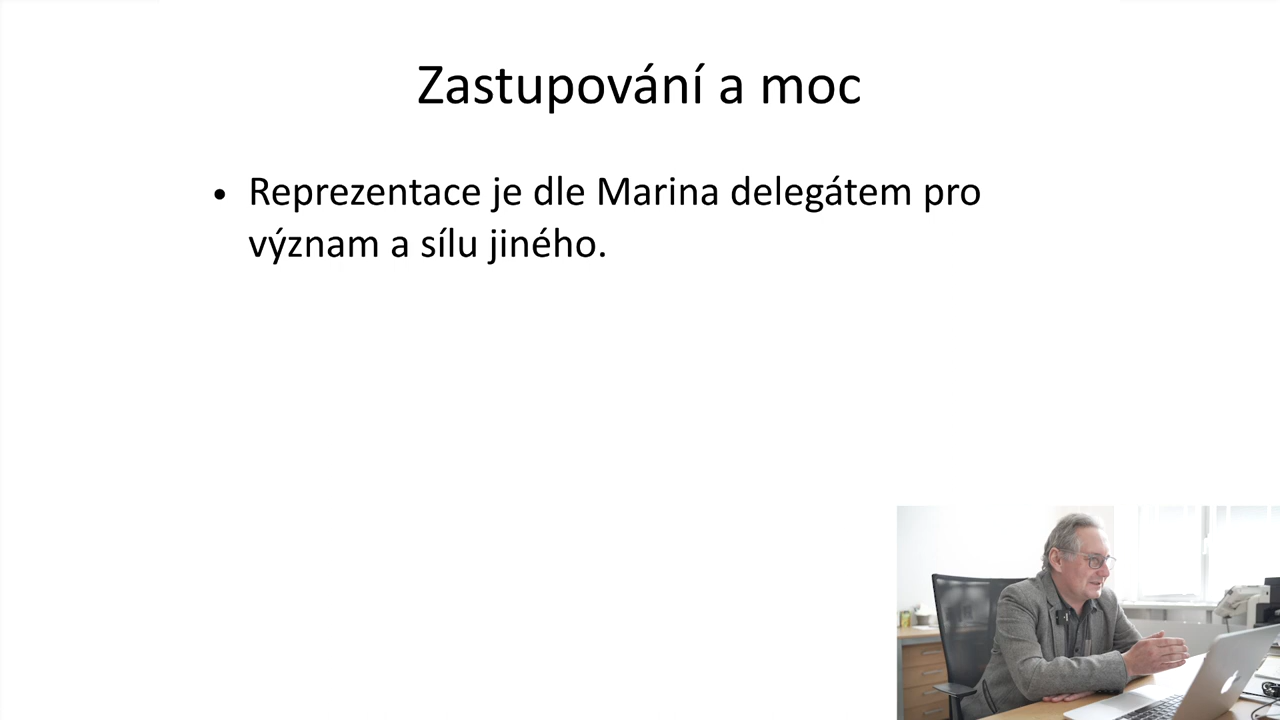 Zastupování a moc
• Reprezentace je dle Marina delegátem pro
význam a sílu jiného.